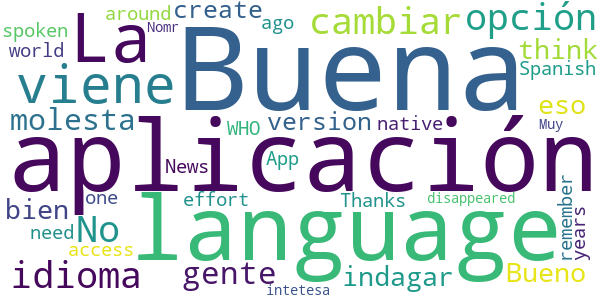 spoken around create ago
Nomr
world
La Buena cambiar opción
viene think
Spanish
molesta WHO version native eso
Muy
aplicación
News App
one effort Thanks disappeared
bien language remember
need No years
access
idioma gente indagar Bueno
intetesa